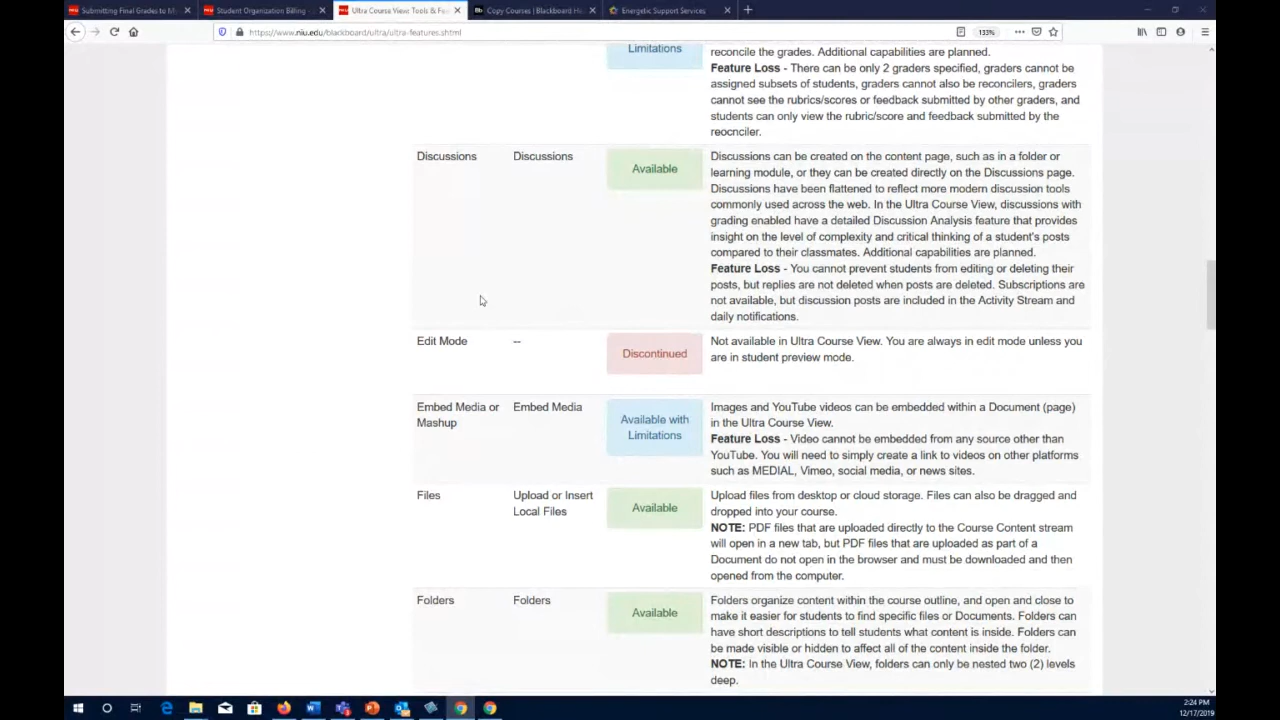 Submitting Final Grades to M
Student Organization Billing
Ultra Course View: Tools & Fea
Copy Courses | Blackboard He
Energetic Support Services
https://www.niu.edu/blackboard/ultra/ultra-features.shtml
133%
Limitations
reconcile the grades. Additional capabilities are planned.
Feature Loss - There can be only 2 graders specified, graders cannot be
assigned subsets of students, graders cannot also be reconcilers, graders
cannot see the rubrics/scores or feedback submitted by other graders, and
students can only view the rubric/score and feedback submitted by the
reocnciler.
Discussions
Discussions
Available
Discussions can be created on the content page, such as in a folder or
learning module, or they can be created directly on the Discussions page.
Discussions have been flattened to reflect more modern discussion tools
commonly used across the web. In the Ultra Course View, discussions with
grading enabled have a detailed Discussion Analysis feature that provides
insight on the level of complexity and critical thinking of a student's posts
compared to their classmates. Additional capabilities are planned.
Feature Loss - You cannot prevent students from editing or deleting their
posts, but replies are not deleted when posts are deleted. Subscriptions are
not available, but discussion posts are included in the Activity Stream and
daily notifications.
Edit Mode
--
Discontinued
Not available in Ultra Course View. You are always in edit mode unless you
are in student preview mode.
Embed Media or
Mashup
Embed Media
Available with
Limitations
Images and YouTube videos can be embedded within a Document (page)
in the Ultra Course View.
Feature Loss - Video cannot be embedded from any source other than
YouTube. You will need to simply create a link to videos on other platforms
such as MEDIAL, Vimeo, social media, or news sites.
Files
Upload or Insert
Local Files
Available
Upload files from desktop or cloud storage. Files can also be dragged and
dropped into your course.
NOTE: PDF files that are uploaded directly to the Course Content stream
will open in a new tab, but PDF files that are uploaded as part of a
Document do not open in the browser and must be downloaded and then
opened from the computer.
Folders
Folders
Available
Folders organize content within the course outline, and open and close to
make it easier for students to find specific files or Documents. Folders can
have short descriptions to tell students what content is inside. Folders can
be made visible or hidden to affect all of the content inside the folder.
NOTE: In the Ultra Course View, folders can only be nested two (2) levels
deep.
2:24 PM
12/17/2019